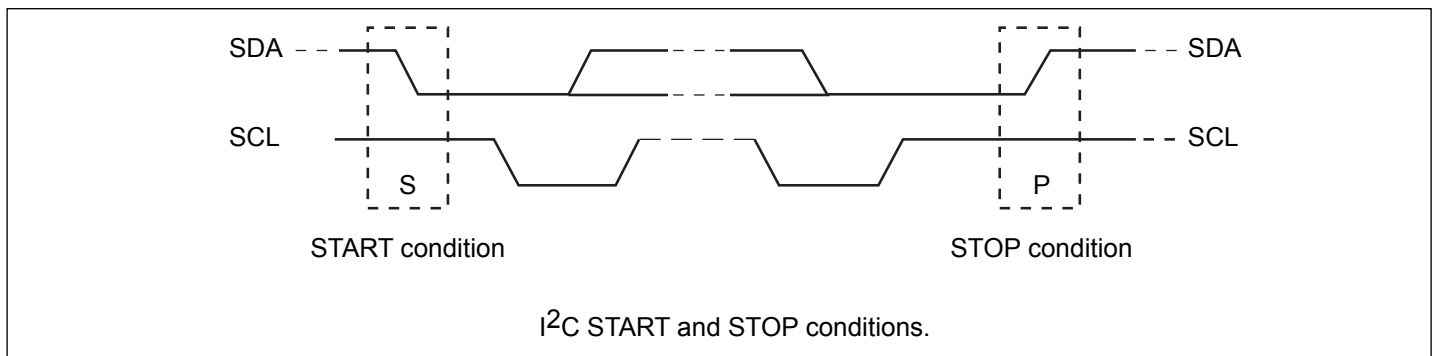 SDA SDA
SCL SCL
S P
START condition STOP condition
I²C START and STOP conditions.